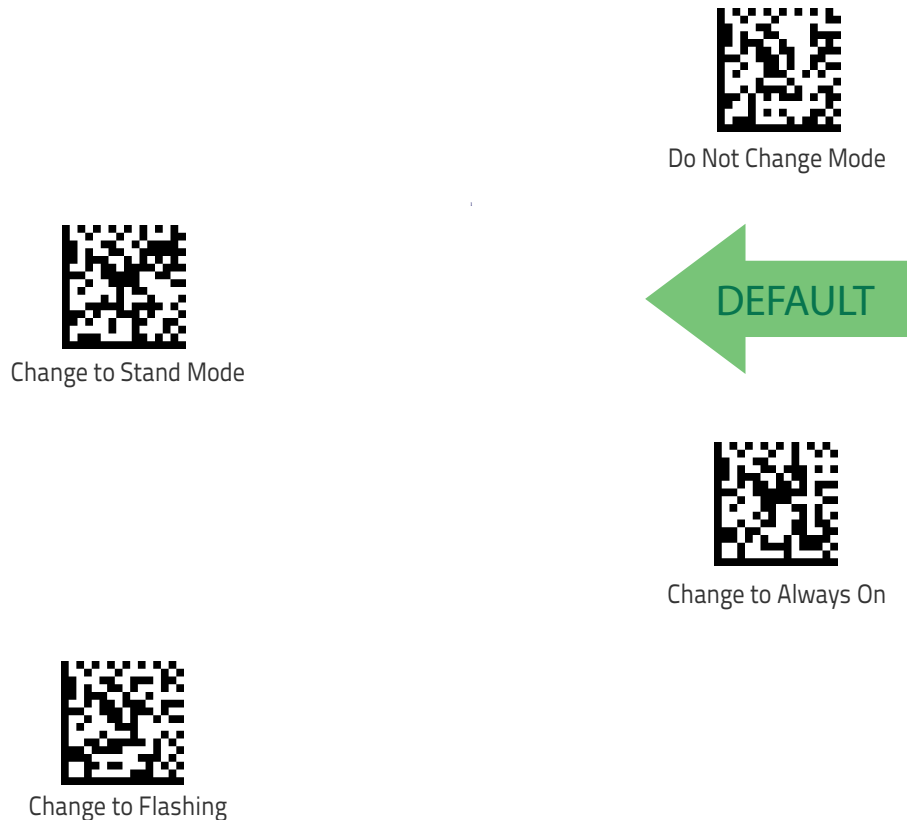 Do Not Change Mode
Change to Stand Mode
DEFAULT
Change to Always On
Change to Flashing